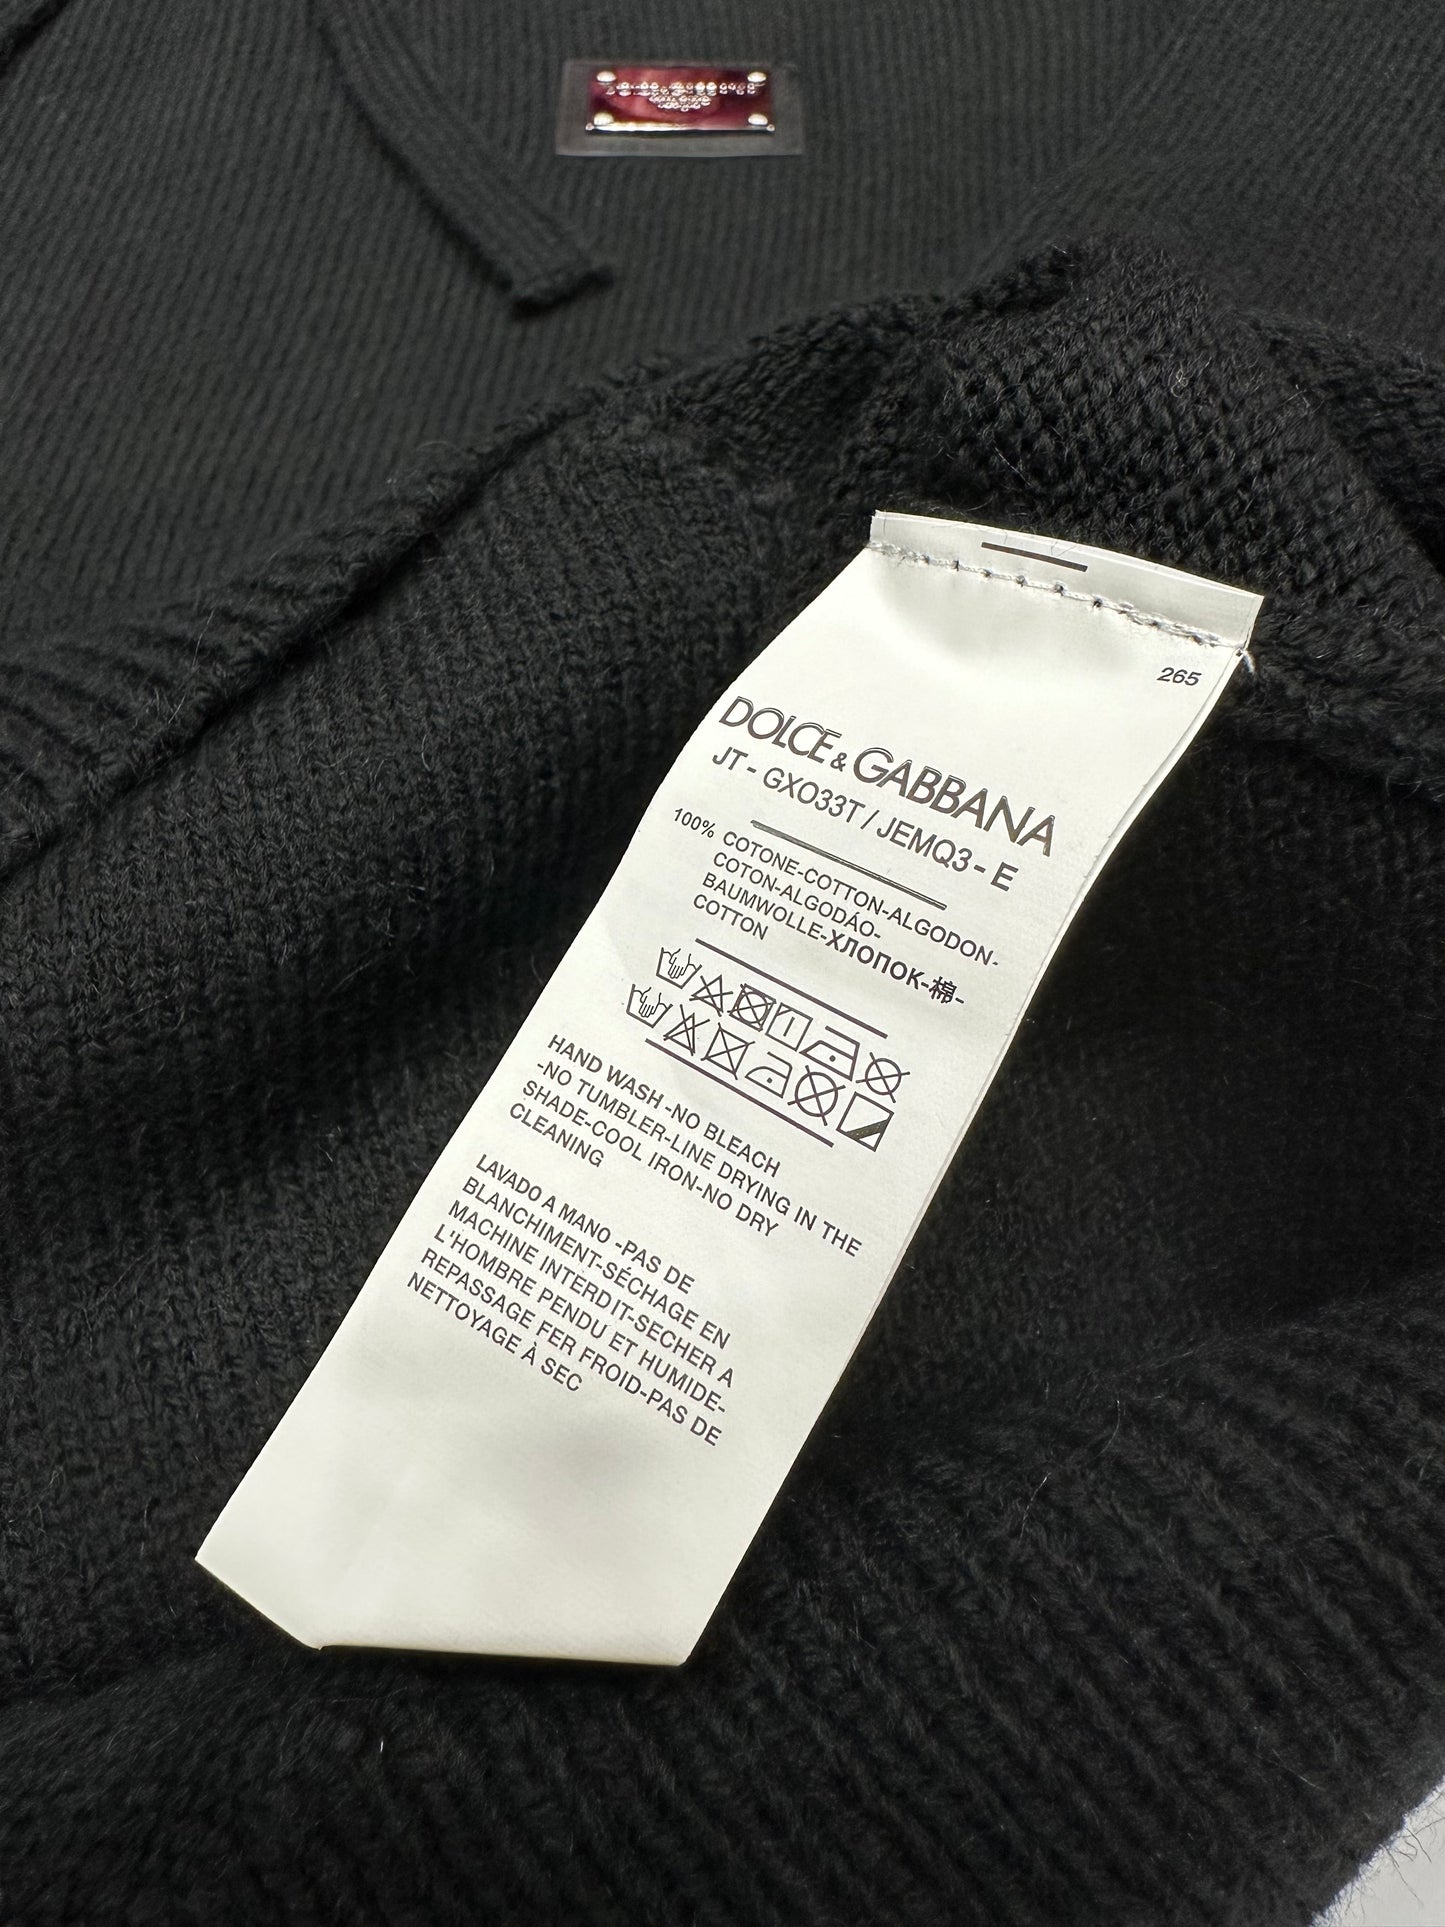 265
DOLCE & GABBANA
JT - GXO33T / JEMQ3 - E
100% COTONE-COTTON-ALGODON-
COTON-ALGODÁO-
BAUMWOLLE-ХЛОПОК-棉-
COTTON
HAND WASH -NO BLEACH
-NO TUMBLER-LINE DRYING IN THE
SHADE-COOL IRON-NO DRY
CLEANING
LAVADO A MANO -PAS DE
BLANCHIMENT-SÉCHAGE EN
MACHINE INTERDIT-SECHER A
L'HOMBRE PENDU ET HUMIDE-
REPASSAGE FER FROID-PAS DE
NETTOYAGE À SEC